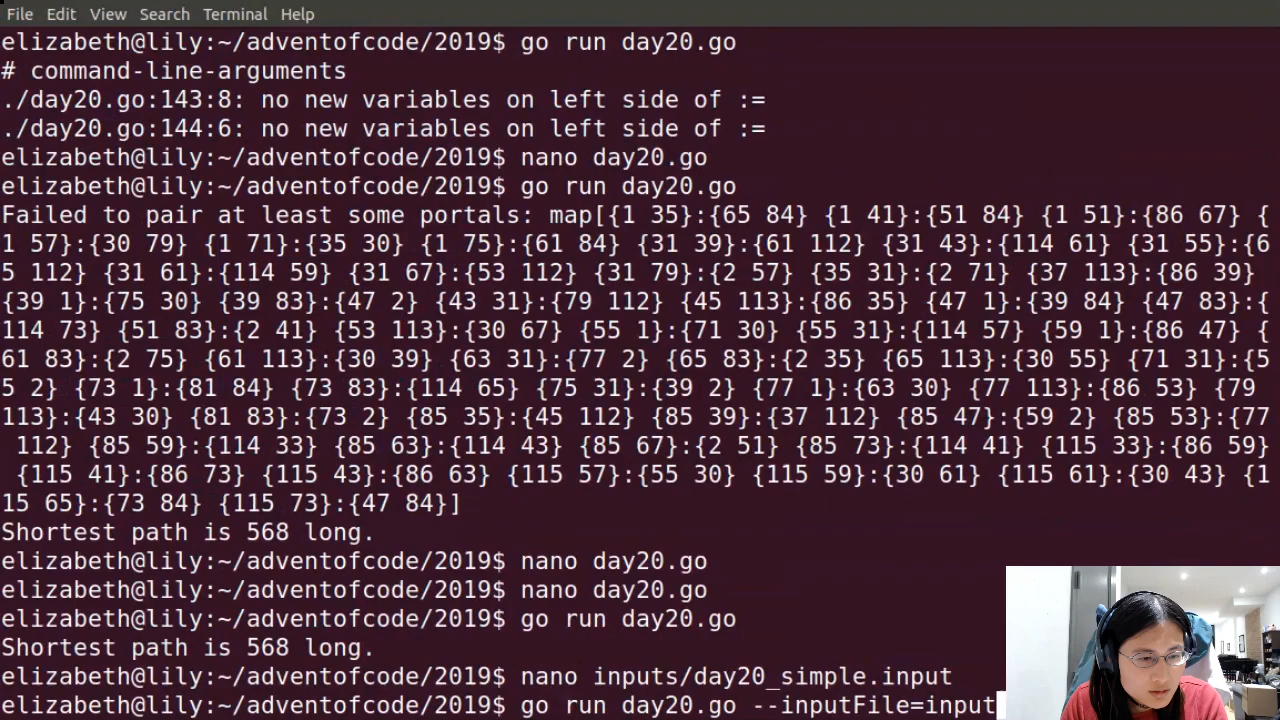 File Edit View Search Terminal Help
elizabeth@lily:~/adventofcode/2019$ go run day20.go
# command-line-arguments
./day20.go:143:8: no new variables on left side of :=
./day20.go:144:6: no new variables on left side of :=
elizabeth@lily:~/adventofcode/2019$ nano day20.go
elizabeth@lily:~/adventofcode/2019$ go run day20.go
Failed to pair at least some portals: map[{1 35}:{65 84} {1 41}:{51 84} {1 51}:{86 67} {
1 57}:{30 79} {1 71}:{35 30} {1 75}:{61 84} {31 39}:{61 112} {31 43}:{114 61} {31 55}:{6
5 112} {31 61}:{114 59} {31 67}:{53 112} {31 79}:{2 57} {35 31}:{2 71} {37 113}:{86 39}
{39 1}:{75 30} {39 83}:{47 2} {43 31}:{79 112} {45 113}:{86 35} {47 1}:{39 84} {47 83}:{
114 73} {51 83}:{2 41} {53 113}:{30 67} {55 1}:{71 30} {55 31}:{114 57} {59 1}:{86 47} {
61 83}:{2 75} {61 113}:{30 39} {63 31}:{77 2} {65 83}:{2 35} {65 113}:{30 55} {71 31}:{5
5 2} {73 1}:{81 84} {73 83}:{114 65} {75 31}:{39 2} {77 1}:{63 30} {77 113}:{86 53} {79
113}:{43 30} {81 83}:{73 2} {85 35}:{45 112} {85 39}:{37 112} {85 47}:{59 2} {85 53}:{77
112} {85 59}:{114 33} {85 63}:{114 43} {85 67}:{2 51} {85 73}:{114 41} {115 33}:{86 59}
{115 41}:{86 73} {115 43}:{86 63} {115 57}:{55 30} {115 59}:{30 61} {115 61}:{30 43} {1
15 65}:{73 84} {115 73}:{47 84}]
Shortest path is 568 long.
elizabeth@lily:~/adventofcode/2019$ nano day20.go
elizabeth@lily:~/adventofcode/2019$ nano day20.go
elizabeth@lily:~/adventofcode/2019$ go run day20.go
Shortest path is 568 long.
elizabeth@lily:~/adventofcode/2019$ nano inputs/day20_simple.input
elizabeth@lily:~/adventofcode/2019$ go run day20.go --inputFile=input